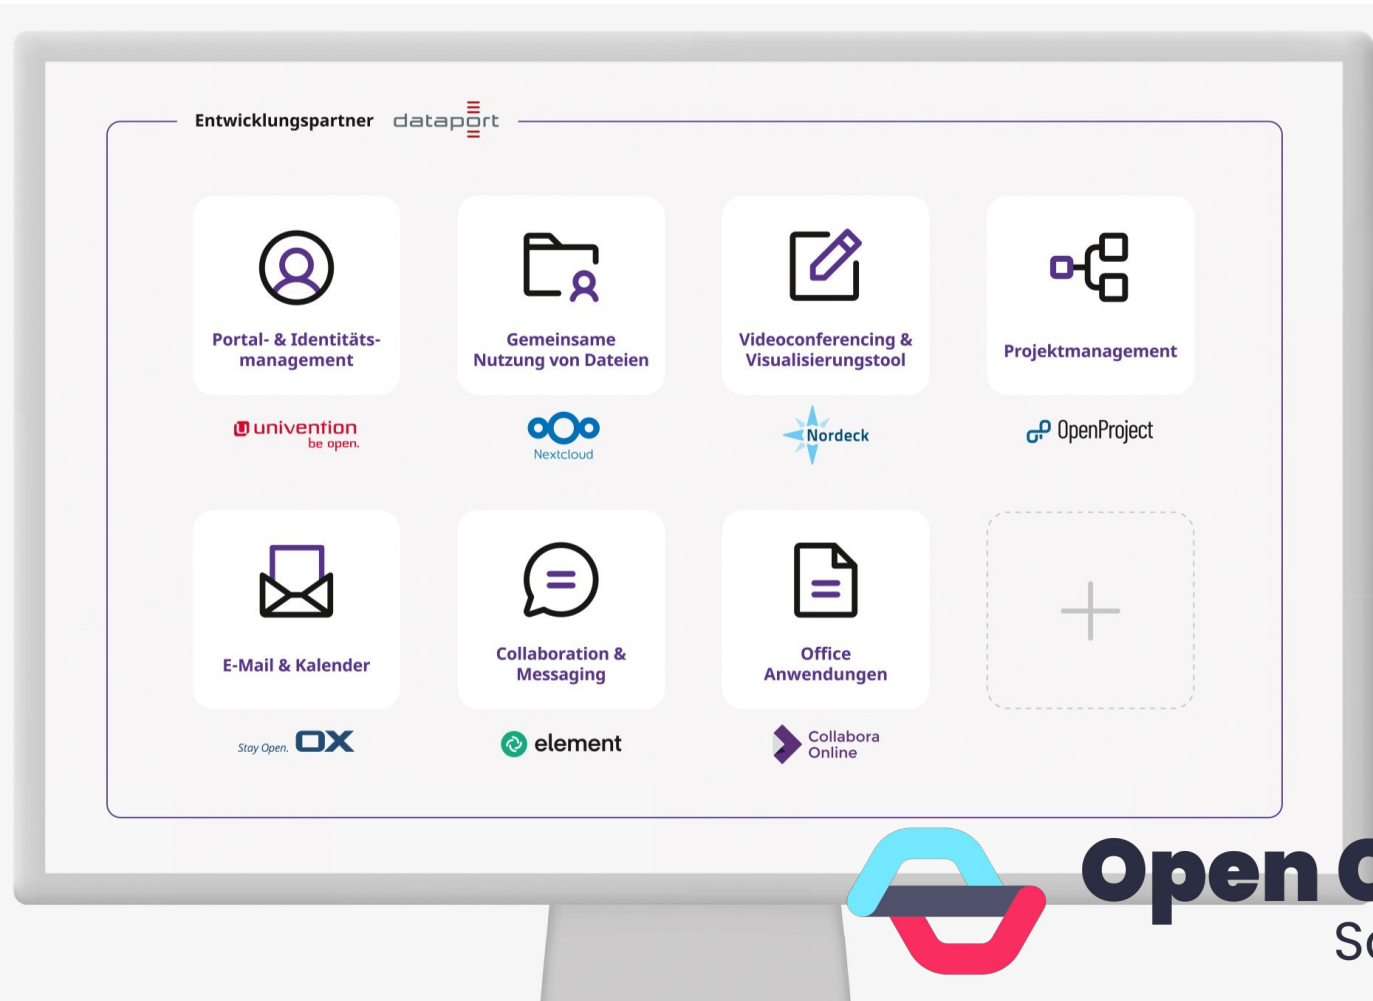 Entwicklungspartner dataport
Portal- & Identitäts-
management
Gemeinsame
Nutzung von Dateien
Videoconferencing &
Visualisierungstool
Projektmanagement
univention
be open.
Nextcloud
Nordeck
OpenProject
E-Mail & Kalender
Collaboration &
Messaging
Office
Anwendungen
Stay Open. OX
element
Collabora
Online
Open